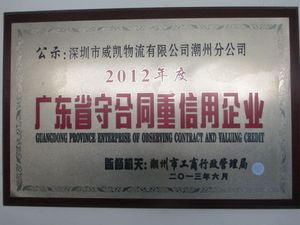 公示:深圳市威凯物流有限公司潮州分公司
2012年度
广东省守合同重信用企业
GUANGDONG PROVINCE ENTERPRISE OF OBSERVING CONTRACT AND VALUING CREDIT
监督机关:潮州市工商行政管理局
二〇一三年六月